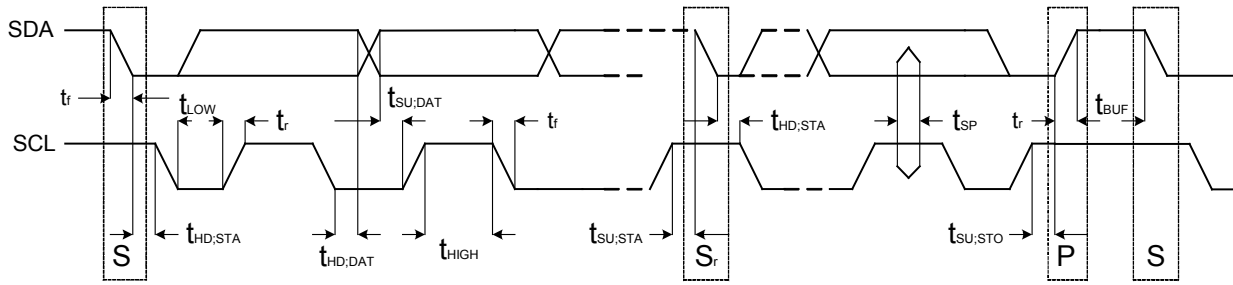 SDA
tf
tLOW
tr
tSU;DAT
tf
tHD;STA
tSP
tr
tBUF
SCL
tHD;STA
tHD;DAT
tHIGH
tSU;STA
tSU;STO
S
Sr
P
S